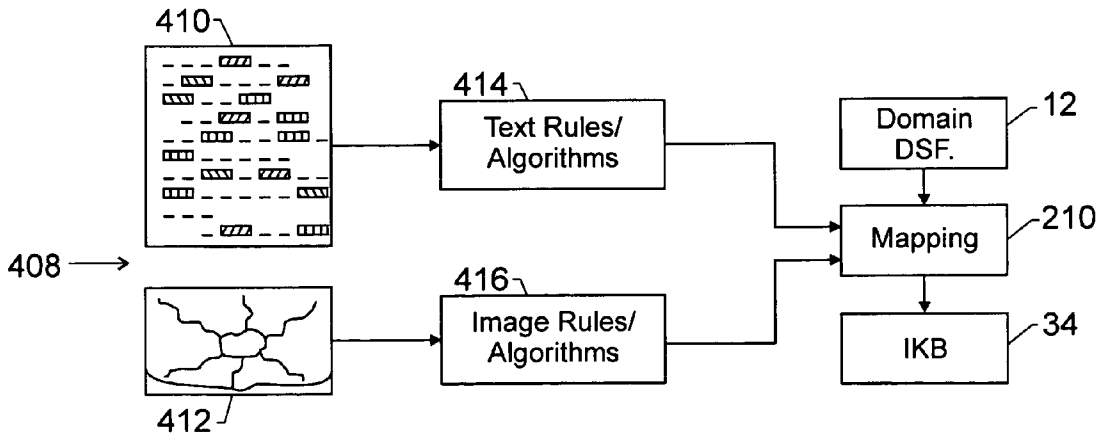 410
414
Text Rules/
Algorithms
12
Domain
DSF.
210
Mapping
408
416
Image Rules/
Algorithms
34
IKB
412